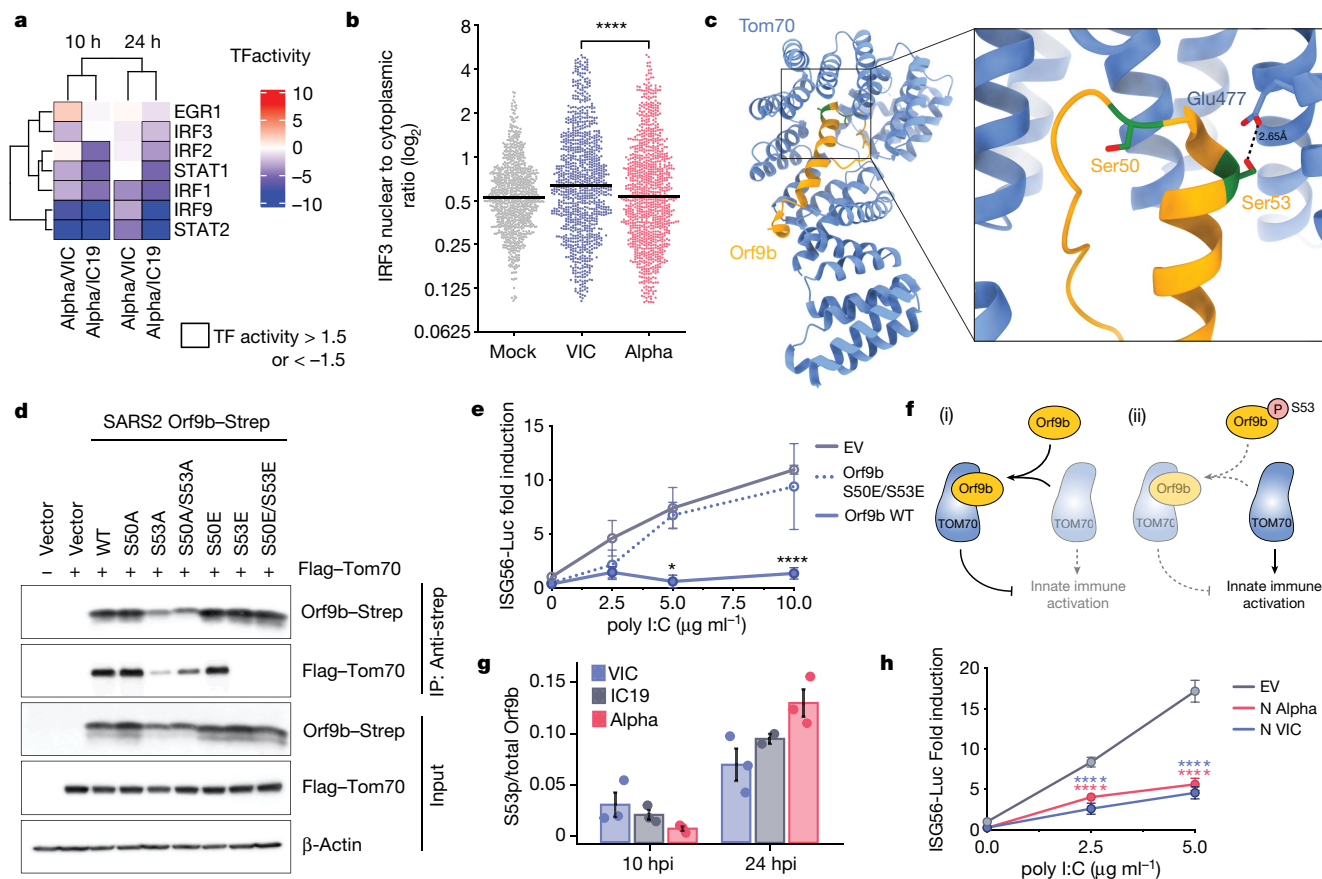 a
10 h
24 h
TFactivity
10
5
0
−5
−10
EGR1
IRF3
IRF2
STAT1
IRF1
IRF9
STAT2
Alpha/VIC
Alpha/IC19
Alpha/VIC
Alpha/IC19
TF activity > 1.5
or < −1.5
b
****
IRF3 nuclear to cytoplasmic
ratio (log2)
8
4
2
1
0.5
0.25
0.125
0.0625
Mock
VIC
Alpha
c
Tom70
Orf9b
Glu477
2.65Å
Ser50
Ser53
d
SARS2 Orf9b–Strep
Vector
Vector
WT
S50A
S53A
S50A/S53A
S50E
S53E
S50E/S53E
– + + + + + + + + Flag–Tom70
Orf9b–Strep
Flag–Tom70
IP: Anti-strep
Orf9b–Strep
Flag–Tom70
β-Actin
Input
e
ISG56-Luc fold induction
15
10
5
0
0
2.5
5.0
7.5
10.0
poly I:C (μg ml−1)
*
****
EV
Orf9b
S50E/S53E
Orf9b WT
f
(i)
Orf9b
Orf9b
TOM70
TOM70
Innate immune
activation
(ii)
Orf9b
P
S53
Orf9b
TOM70
TOM70
Innate immune
activation
g
VIC
IC19
Alpha
S53p/total Orf9b
0.15
0.10
0.05
0
10 hpi
24 hpi
h
ISG56-Luc Fold induction
20
15
10
5
0
0.0
2.5
5.0
poly I:C (μg ml−1)
****
****
****
****
EV
N Alpha
N VIC